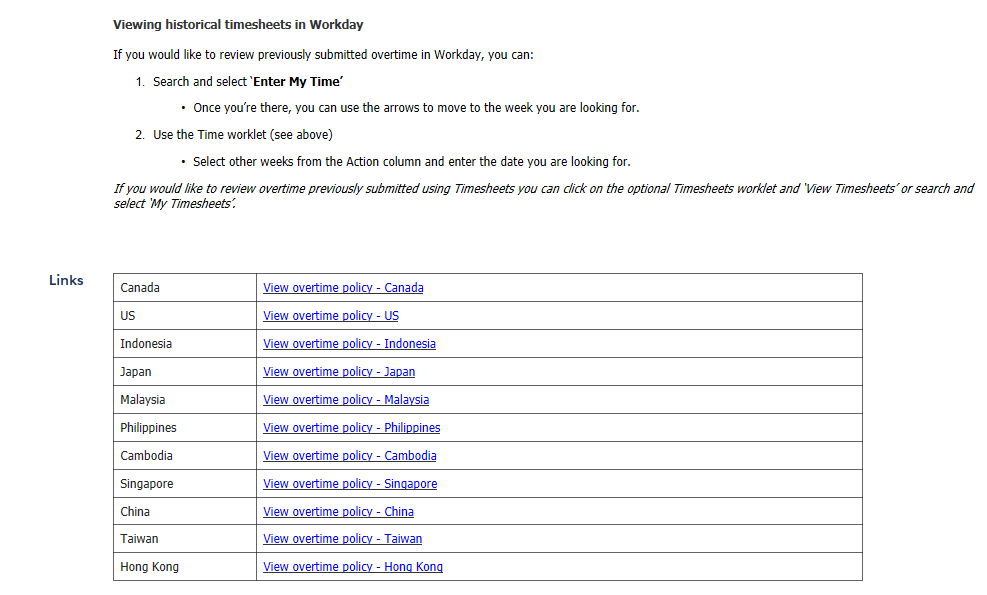 Viewing historical timesheets in Workday
If you would like to review previously submitted overtime in Workday, you can:
1. Search and select ‘Enter My Time’
• Once you’re there, you can use the arrows to move to the week you are looking for.
2. Use the Time worklet (see above)
• Select other weeks from the Action column and enter the date you are looking for.
If you would like to review overtime previously submitted using Timesheets you can click on the optional Timesheets worklet and ‘View Timesheets’ or search and
select ‘My Timesheets’.
Links
Canada View overtime policy - Canada
US View overtime policy - US
Indonesia View overtime policy - Indonesia
Japan View overtime policy - Japan
Malaysia View overtime policy - Malaysia
Philippines View overtime policy - Philippines
Cambodia View overtime policy - Cambodia
Singapore View overtime policy - Singapore
China View overtime policy - China
Taiwan View overtime policy - Taiwan
Hong Kong View overtime policy - Hong Kong